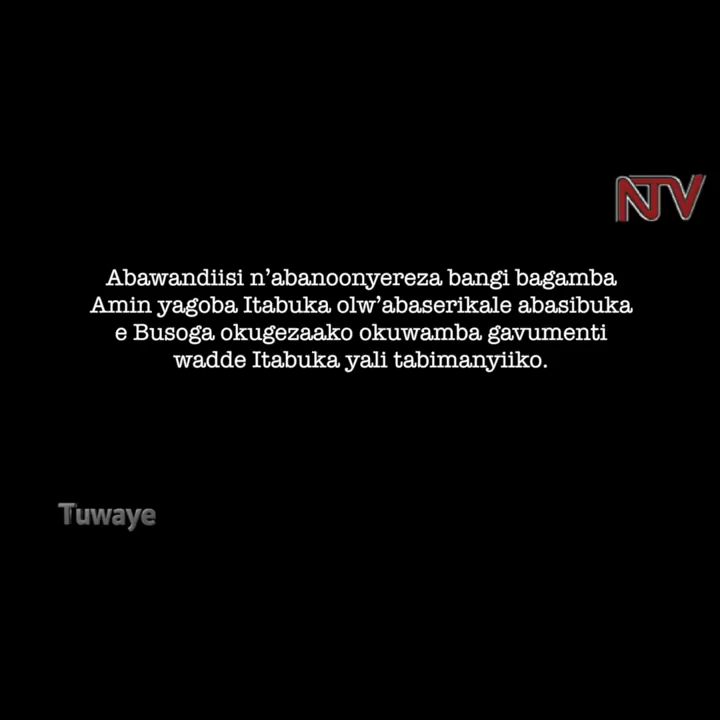 NTV
Abawandiisi n'abanoonyereza bangi bagamba
Amin yagoba Itabuka olw'abaserikale abasibuka
e Busoga okugezaako okuwamba gavumenti
wadde Itabuka yali tabimanyiiko.
Tuwaye